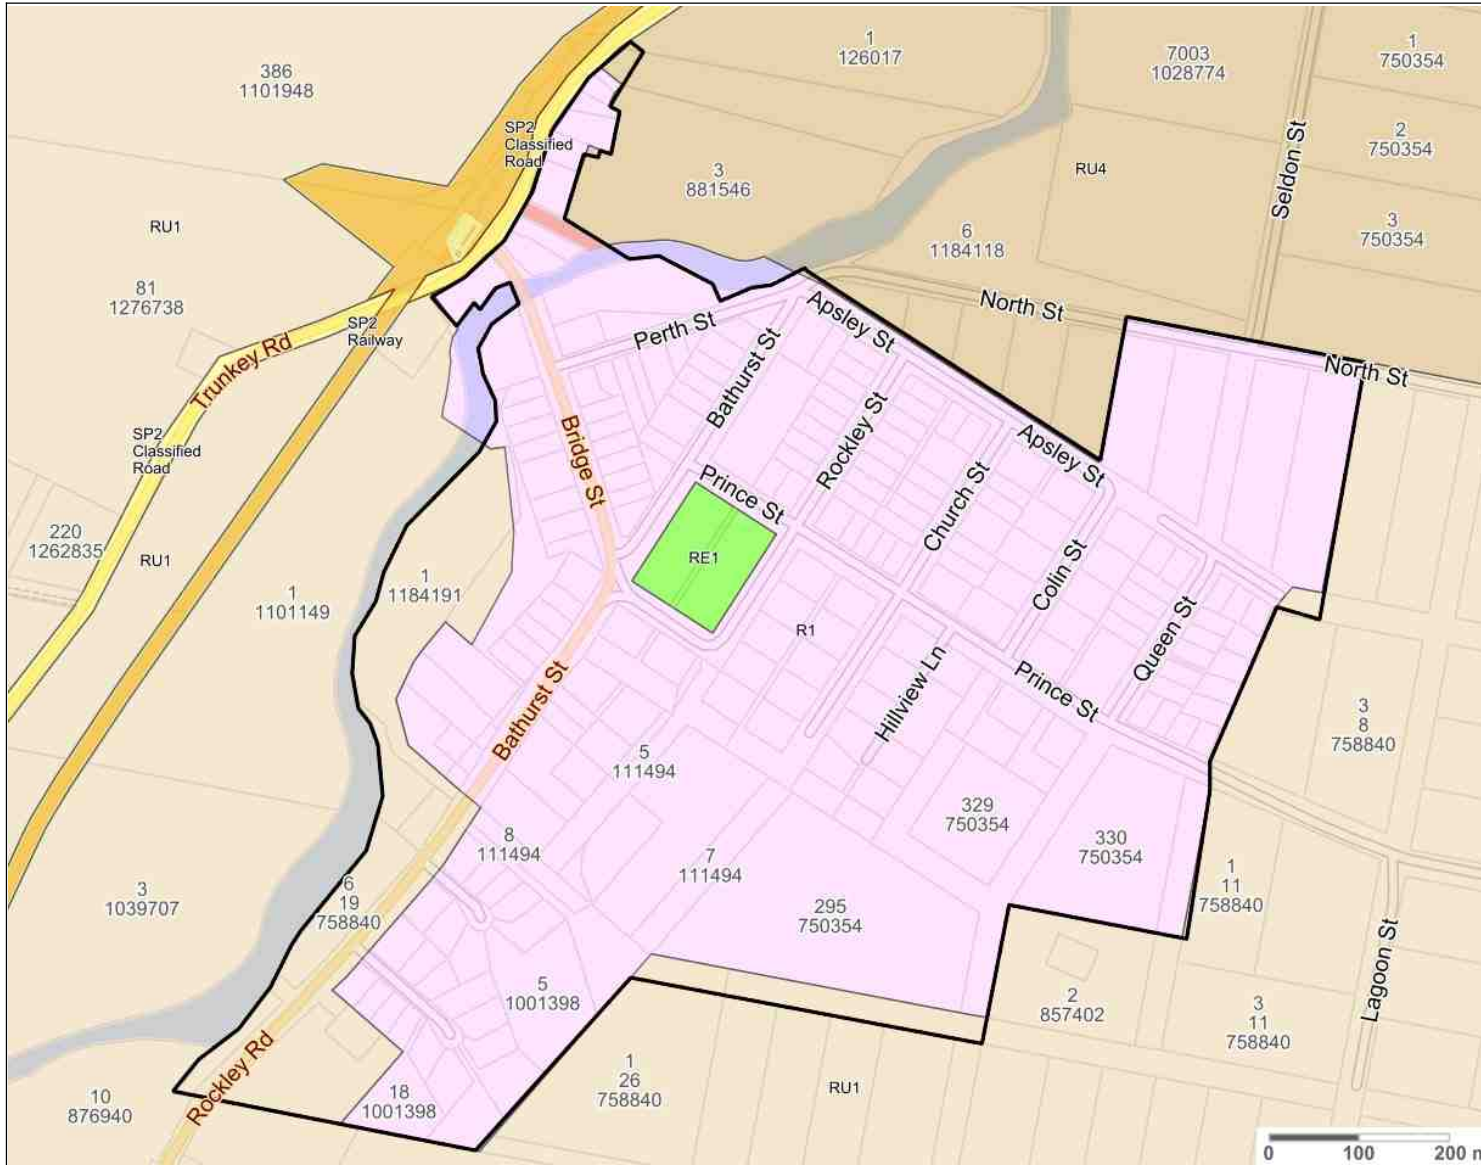 1
126017
7003
1028774
1
750354
386
1101948
SP2
Classified
Road
2
750354
3
881546
RU4
Seldon St
RU1
6
1184118
3
750354
81
1276738
North St
SP2
Railway
Perth St
Apsley St
North St
Trunkey Rd
Bathurst St
Rockley St
Apsley St
SP2
Classified
Road
Bridge St
Prince St
Church St
220
1262835
RU1
RE1
Colin St
1
1101149
1
1184191
R1
Queen St
Hillview Ln
Prince St
Bathurst St
3
8
758840
5
111494
329
750354
8
111494
330
750354
7
111494
3
1039707
6
19
758840
1
11
758840
295
750354
Lagoon St
5
1001398
2
857402
3
11
758840
Rockley Rd
10
876940
18
1001398
1
26
758840
RU1
0 100 200 m